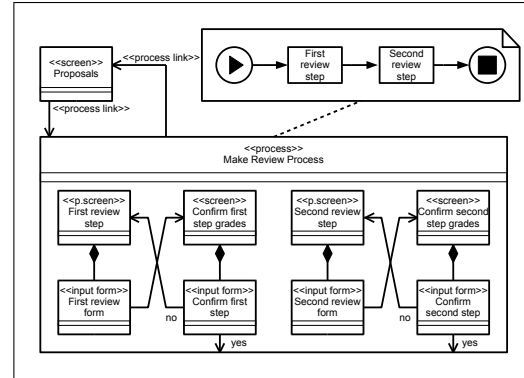 <<screen>>
Proposals
<<process link>>
<<process link>>
First
review
step
Second
review
step
<<process>>
Make Review Process
<<p.screen>>
First review
step
<<screen>>
Confirm first
step grades
<<p.screen>>
Second review
step
<<screen>>
Confirm second
step grades
<<input form>>
First review
form
<<input form>>
Confirm first
step
<<input form>>
Second review
form
<<input form>>
Confirm
second step
no
no
yes
yes